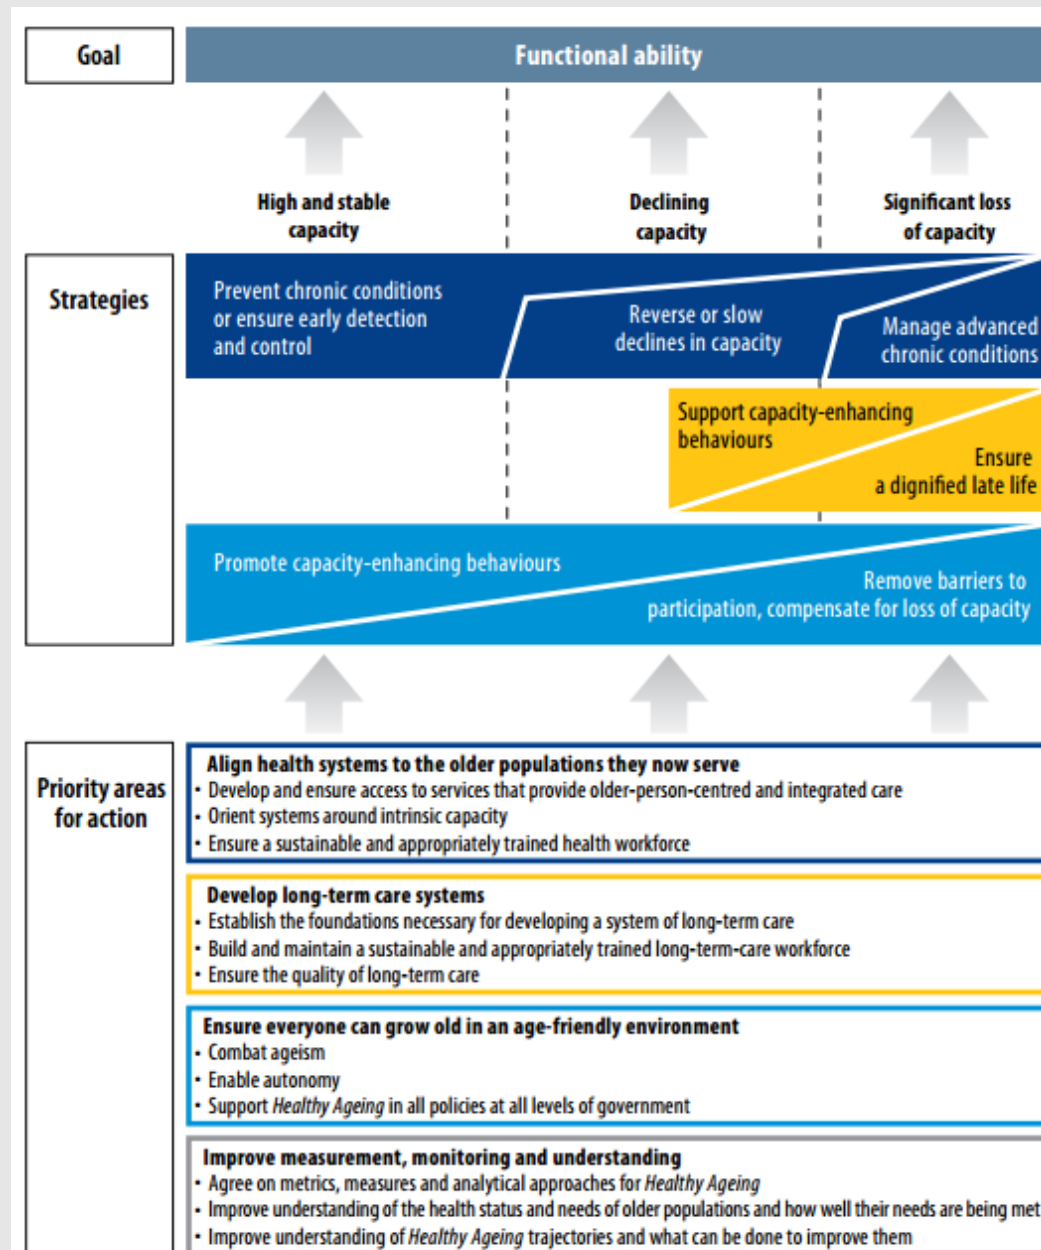 Goal
Functional ability
High and stable
capacity
Declining
capacity
Significant loss
of capacity
Strategies
Prevent chronic conditions
or ensure early detection
and control
Reverse or slow
declines in capacity
Manage advanced
chronic conditions
Support capacity-enhancing
behaviours
Ensure
a dignified late life
Promote capacity-enhancing behaviours
Remove barriers to
participation, compensate for loss of capacity
Priority areas
for action
Align health systems to the older populations they now serve
• Develop and ensure access to services that provide older-person-centred and integrated care
• Orient systems around intrinsic capacity
• Ensure a sustainable and appropriately trained health workforce
Develop long-term care systems
• Establish the foundations necessary for developing a system of long-term care
• Build and maintain a sustainable and appropriately trained long-term-care workforce
• Ensure the quality of long-term care
Ensure everyone can grow old in an age-friendly environment
• Combat ageism
• Enable autonomy
• Support Healthy Ageing in all policies at all levels of government
Improve measurement, monitoring and understanding
• Agree on metrics, measures and analytical approaches for Healthy Ageing
• Improve understanding of the health status and needs of older populations and how well their needs are being met
• Improve understanding of Healthy Ageing trajectories and what can be done to improve them